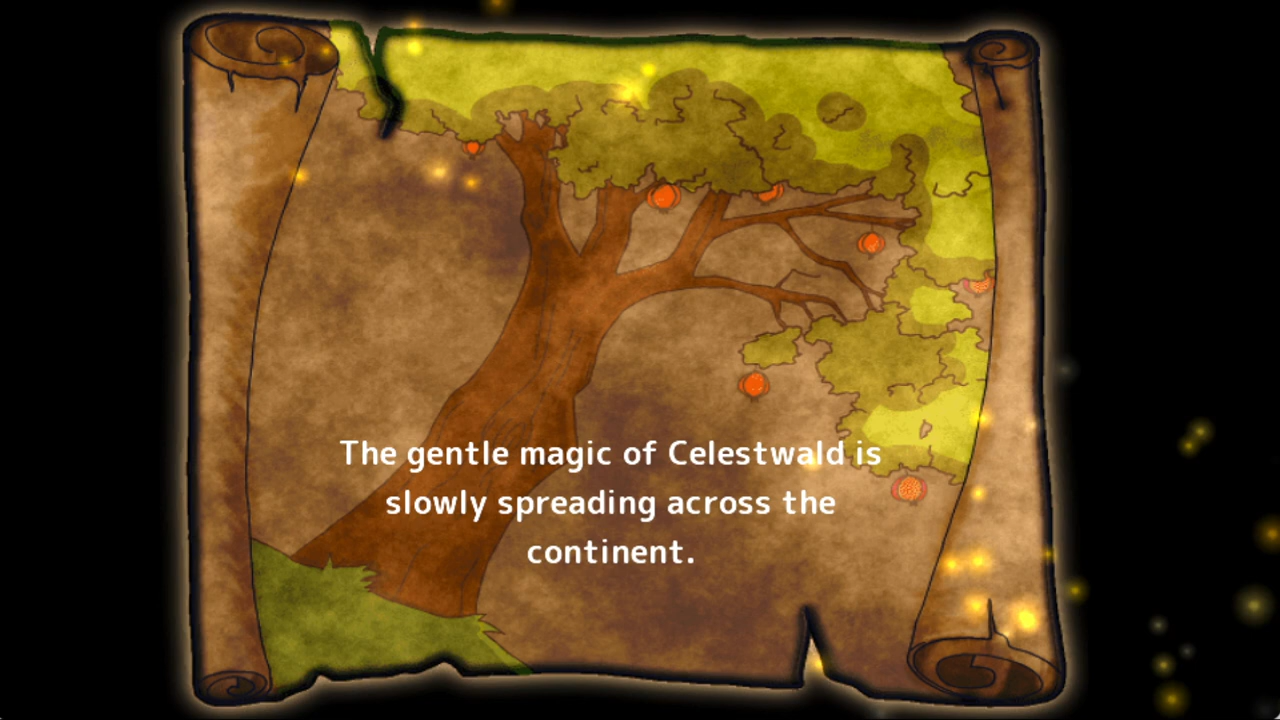 The gentle magic of Celestwald is
slowly spreading across the
continent.